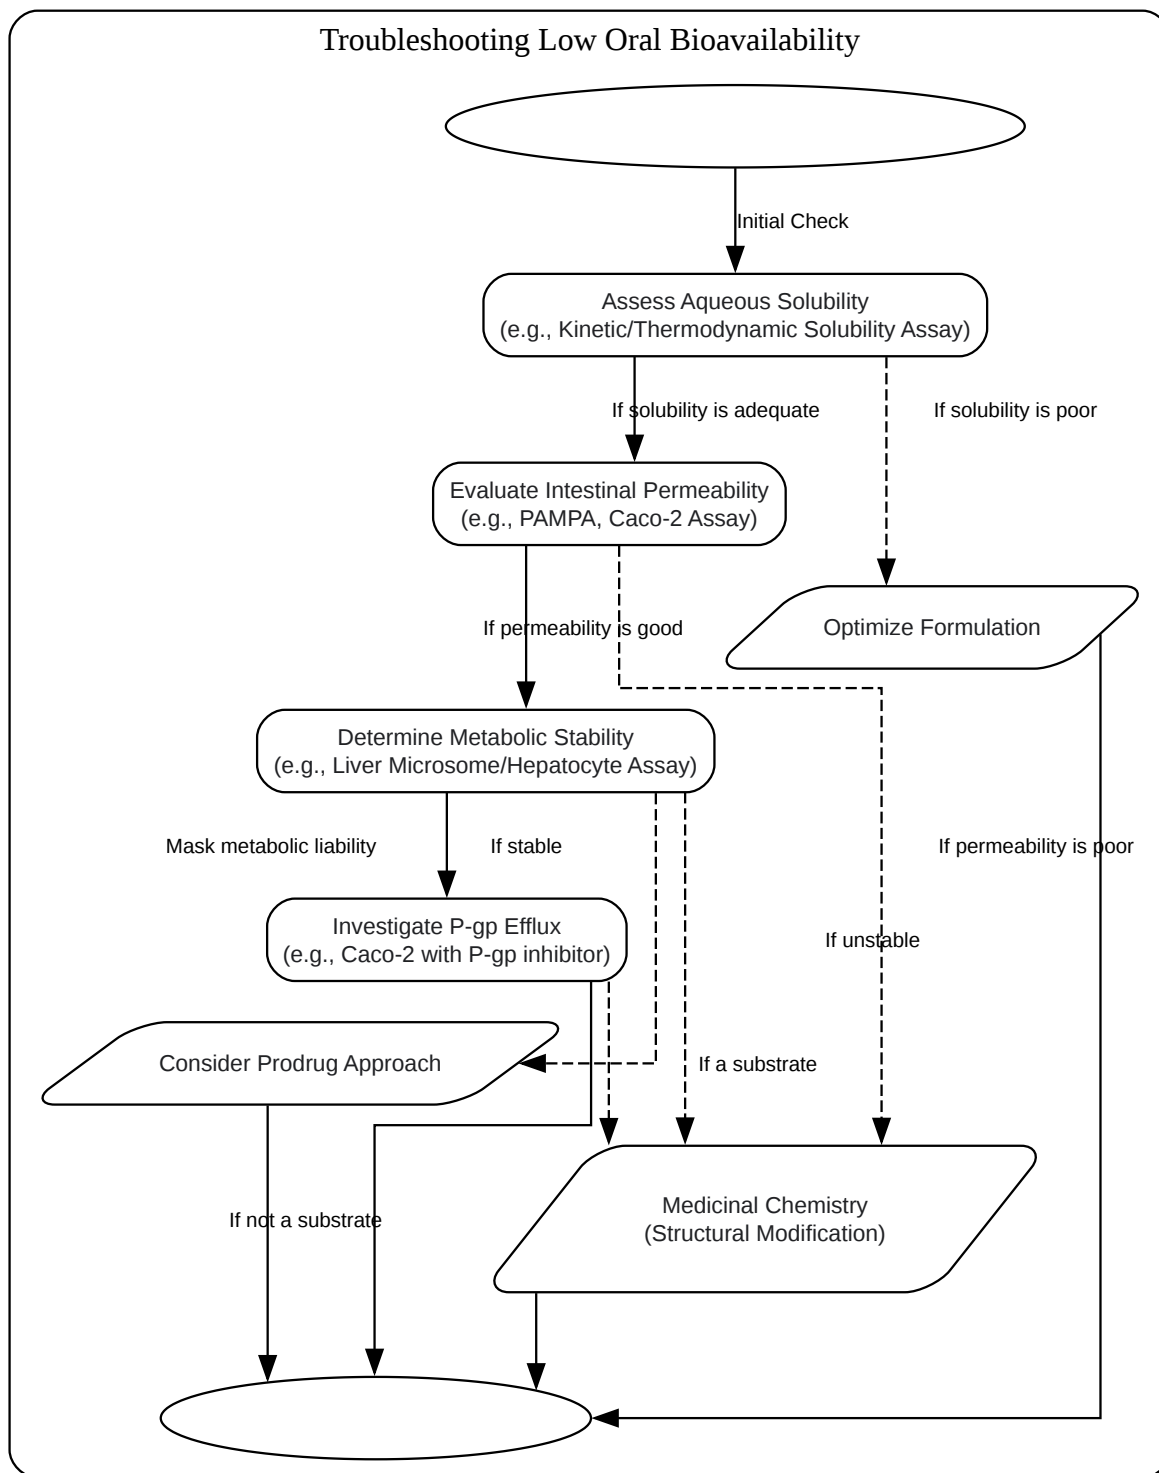 Troubleshooting Low Oral Bioavailability
Initial Check
Assess Aqueous Solubility
(e.g., Kinetic/Thermodynamic Solubility Assay)
If solubility is adequate
If solubility is poor
Evaluate Intestinal Permeability
(e.g., PAMPA, Caco-2 Assay)
If permeability is good
Optimize Formulation
Determine Metabolic Stability
(e.g., Liver Microsome/Hepatocyte Assay)
Mask metabolic liability
If stable
If permeability is poor
Investigate P-gp Efflux
(e.g., Caco-2 with P-gp inhibitor)
If unstable
Consider Prodrug Approach
If a substrate
Medicinal Chemistry
(Structural Modification)
If not a substrate